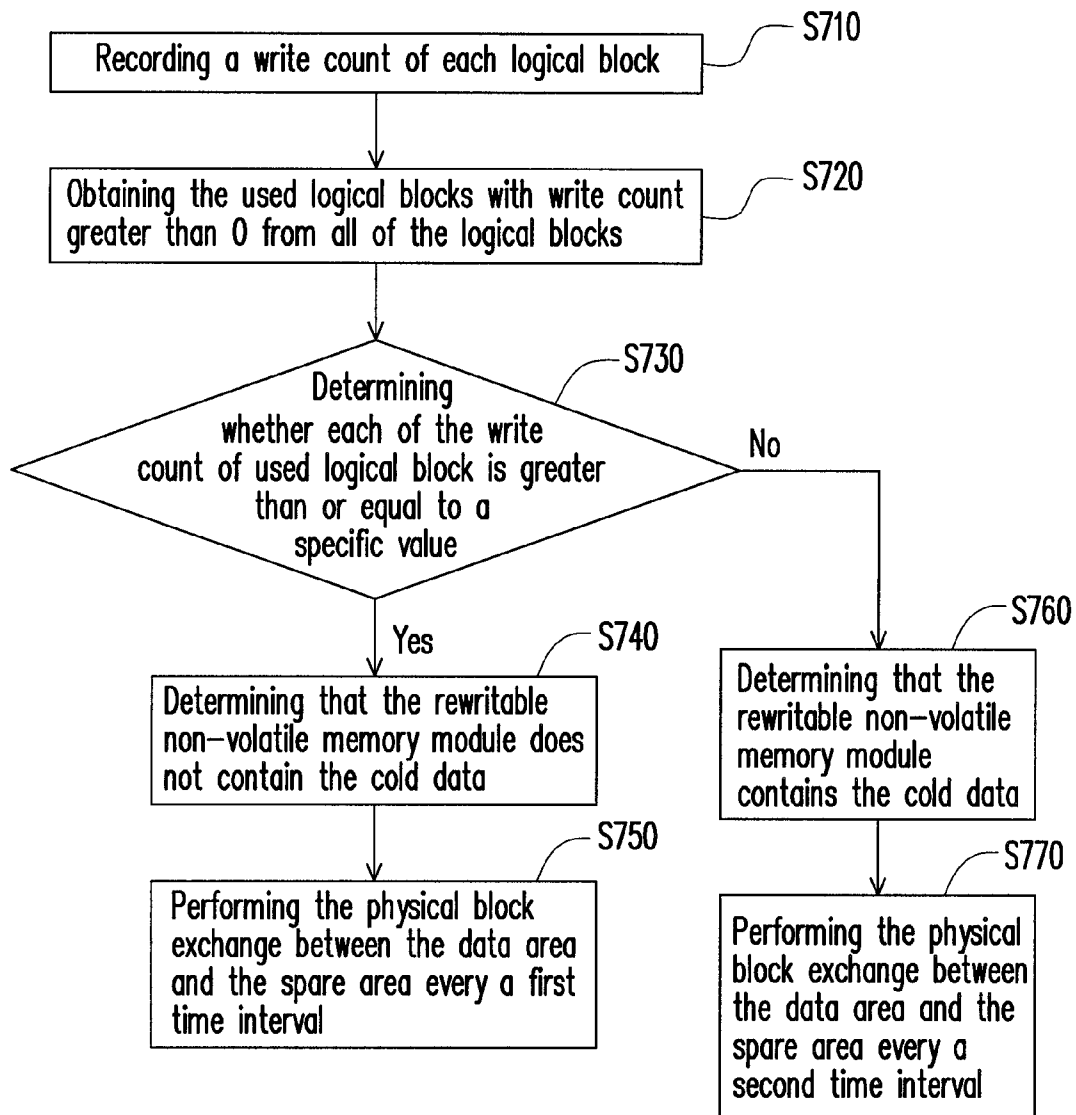 S710
Recording a write count of each logical block
S720
Obtaining the used logical blocks with write count
greater than 0 from all of the logical blocks
S730
Determining
whether each of the write
count of used logical block is greater
than or equal to a
specific value
No
Yes
S740
Determining that the rewritable
non-volatile memory module does
not contain the cold data
S760
Determining that the
rewritable non-volatile
memory module
contains the cold data
S750
Performing the physical block
exchange between the data area
and the spare area every a first
time interval
S770
Performing the physical
block exchange between
the data area and the
spare area every a
second time interval